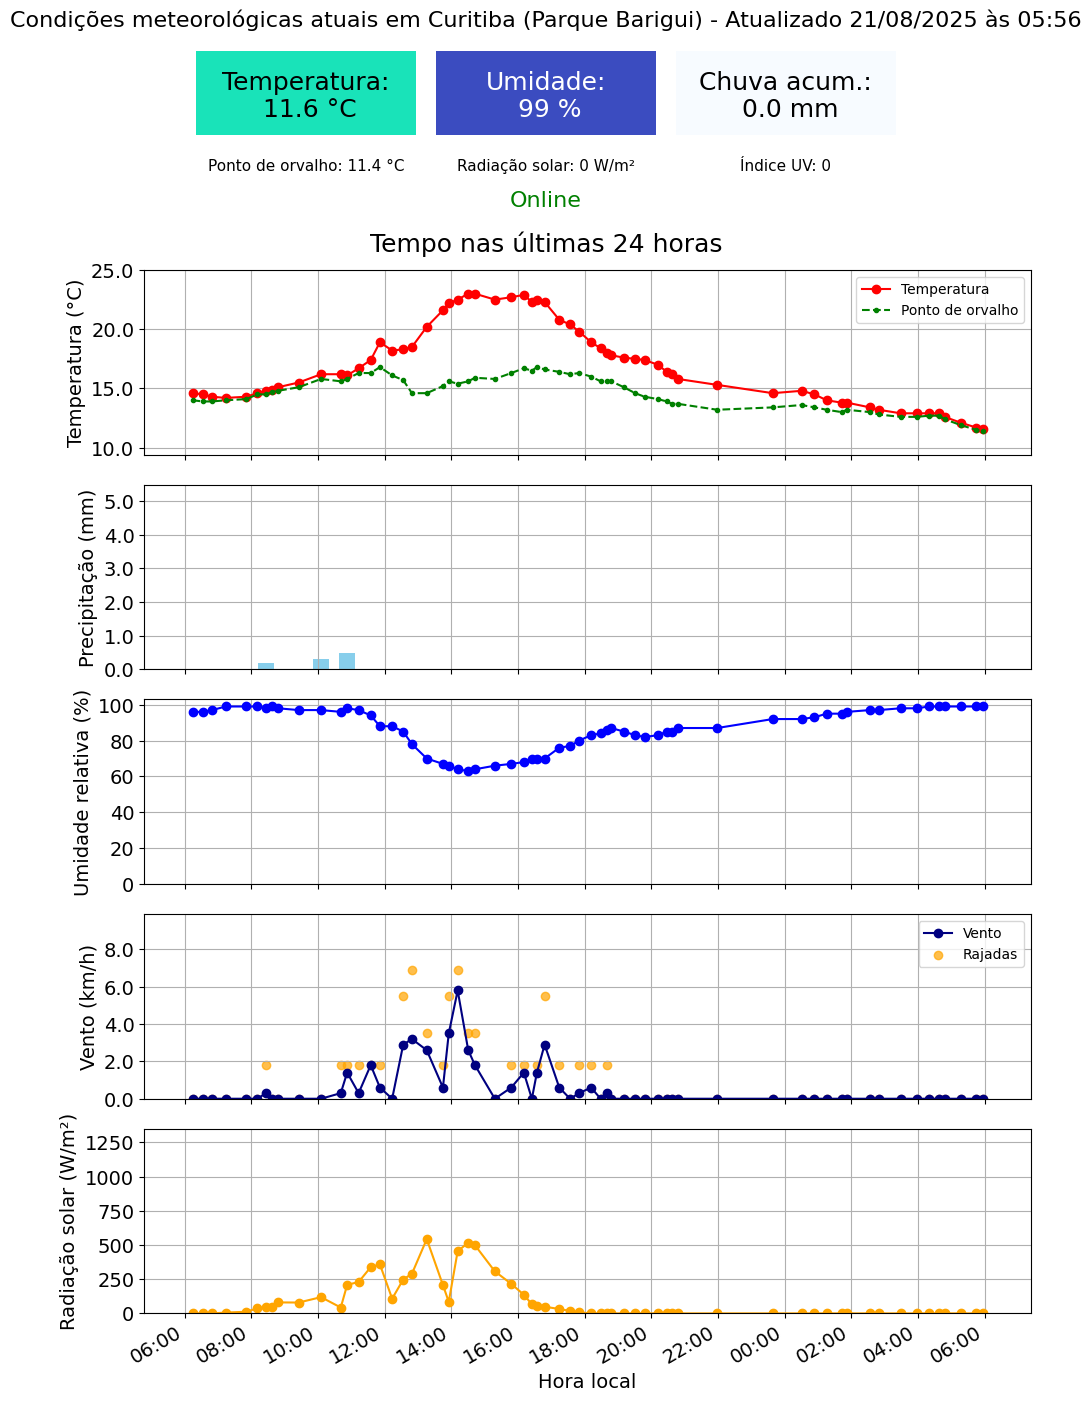 Condições meteorológicas atuais em Curitiba (Parque Barigui) - Atualizado 21/08/2025 às 05:56
Temperatura:
11.6 °C
Umidade:
99 %
Chuva acum.:
0.0 mm
Ponto de orvalho: 11.4 °C
Radiação solar: 0 W/m²
Índice UV: 0
Online
Tempo nas últimas 24 horas
Temperatura (°C)
25.0
20.0
15.0
10.0
Temperatura
Ponto de orvalho
Precipitação (mm)
5.0
4.0
3.0
2.0
1.0
0.0
Umidade relativa (%)
100
80
60
40
20
0
Vento (km/h)
8.0
6.0
4.0
2.0
0.0
Vento
Rajadas
Radiação solar (W/m²)
1250
1000
750
500
250
0
06:00
08:00
10:00
12:00
14:00
16:00
18:00
20:00
22:00
00:00
02:00
04:00
06:00
Hora local